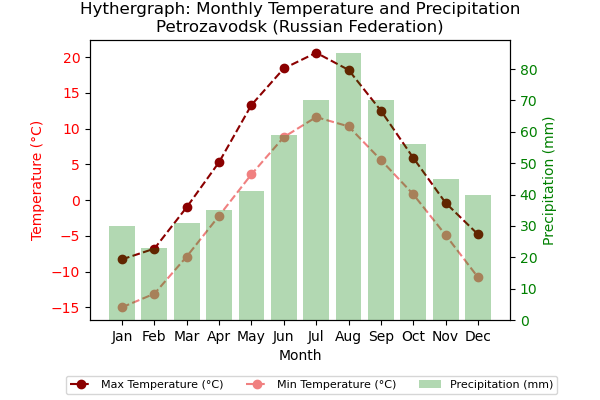 Hythergraph: Monthly Temperature and Precipitation
Petrozavodsk (Russian Federation)
20
15
10
5
0
−5
−10
−15
Temperature (°C)
80
70
60
50
40
30
20
10
0
Precipitation (mm)
Jan Feb Mar Apr May Jun Jul Aug Sep Oct Nov Dec
Month
Max Temperature (°C) Min Temperature (°C) Precipitation (mm)